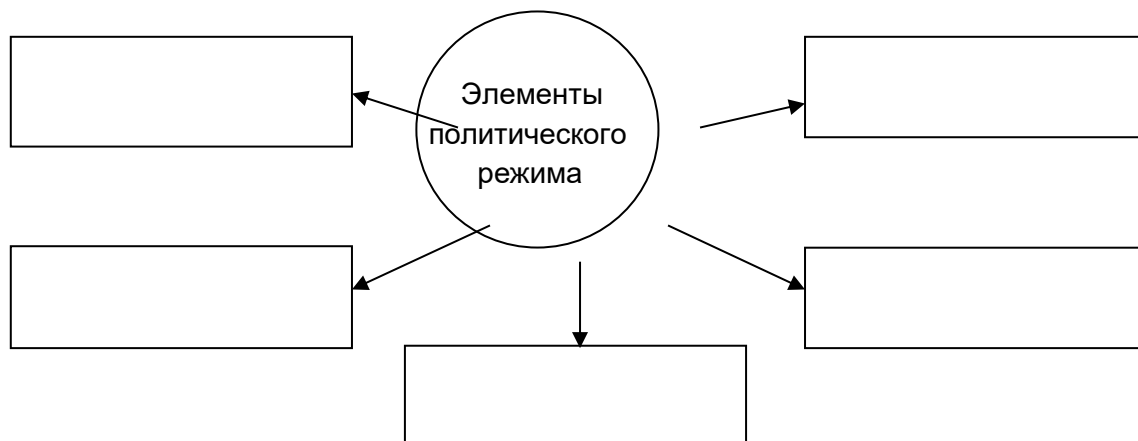 Элементы
политического
режима